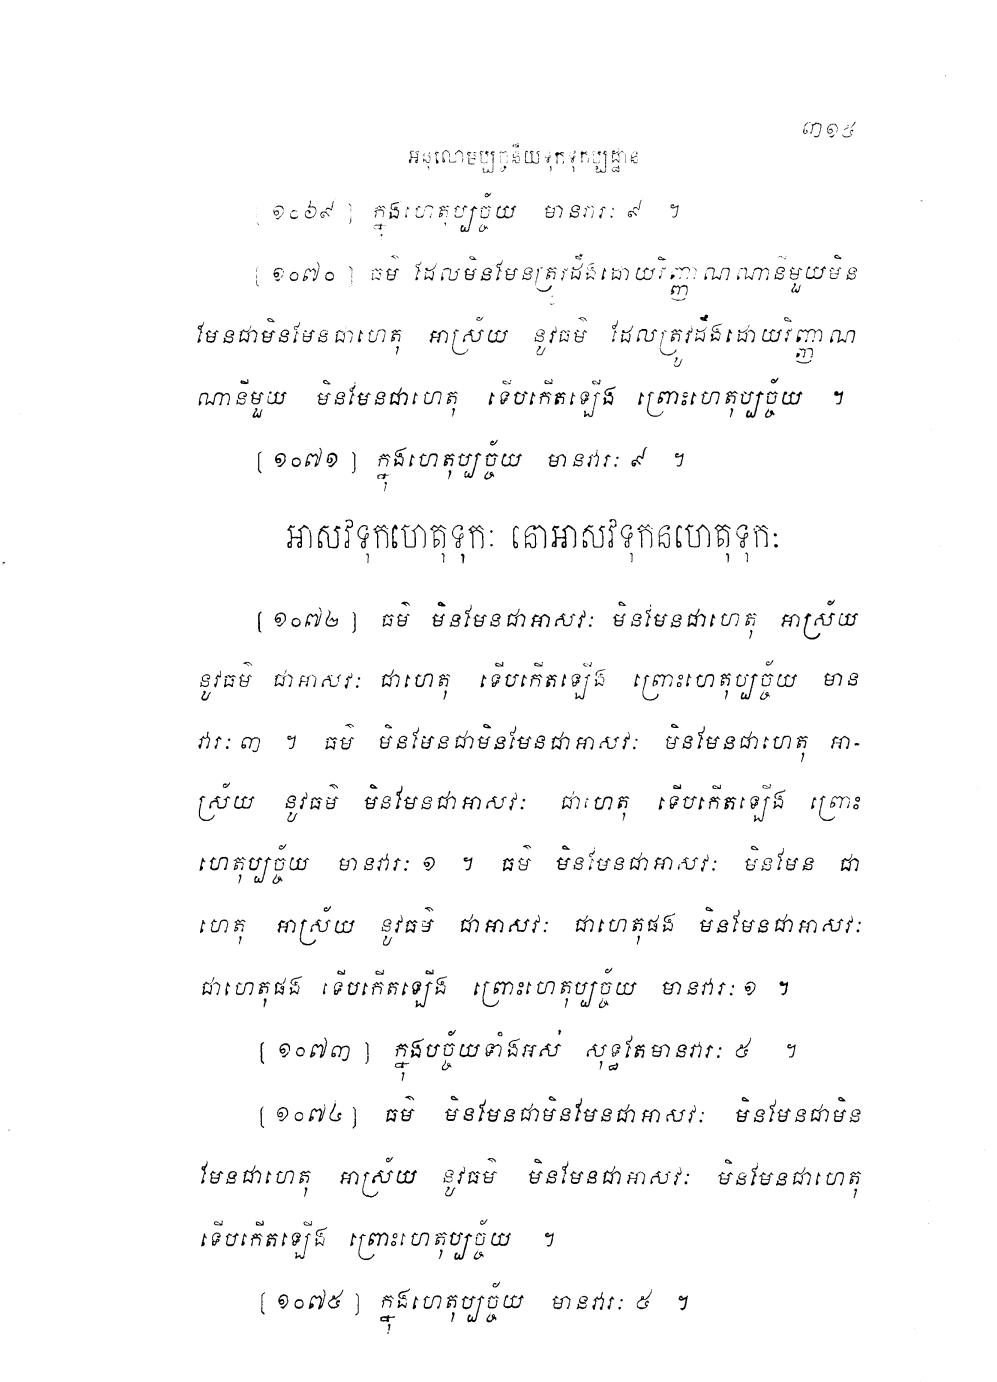 ៣១៥
អនុលោមប្បច្ចនីយទុកទុកប្បដ្ឋាន
[១០៦៩] ក្នុងហេតុប្បច្ច័យ មានវារៈ ៩ ។
[១០៧០] ធម៌ ដែលមិនមែនត្រូវដឹងដោយវិញ្ញាណណានីមួយមិន
មែនជាមិនមែនជាហេតុ អាស្រ័យ នូវធម៌ ដែលត្រូវដឹងដោយវិញ្ញាណ
ណានីមួយ មិនមែនជាហេតុ ទើបកើតឡើង ព្រោះហេតុប្បច្ច័យ ។
[១០៧១] ក្នុងហេតុប្បច្ច័យ មានវារៈ ៩ ។
អាសវទុកហេតុទុកៈ នោអាសវទុកនហេតុទុកៈ
[១០៧២] ធម៌ មិនមែនជាអាសវៈ មិនមែនជាហេតុ អាស្រ័យ
នូវធម៌ ជាអាសវៈ ជាហេតុ ទើបកើតឡើង ព្រោះហេតុប្បច្ច័យ មាន
វារៈ ៣ ។ ធម៌ មិនមែនជាមិនមែនជាអាសវៈ មិនមែនជាហេតុ អា-
ស្រ័យ នូវធម៌ មិនមែនជាអាសវៈ ជាហេតុ ទើបកើតឡើង ព្រោះ
ហេតុប្បច្ច័យ មានវារៈ ១ ។ ធម៌ មិនមែនជាអាសវៈ មិនមែន ជា
ហេតុ អាស្រ័យ នូវធម៌ ជាអាសវៈ ជាហេតុផង មិនមែនជាអាសវៈ
ជាហេតុផង ទើបកើតឡើង ព្រោះហេតុប្បច្ច័យ មានវារៈ ១ ។
[១០៧៣] ក្នុងបច្ច័យទាំងអស់ សុទ្ធតែមានវារៈ ៥ ។
[១០៧៤] ធម៌ មិនមែនជាមិនមែនជាអាសវៈ មិនមែនជាមិន
មែនជាហេតុ អាស្រ័យ នូវធម៌ មិនមែនជាអាសវៈ មិនមែនជាហេតុ
ទើបកើតឡើង ព្រោះហេតុប្បច្ច័យ ។
[១០៧៥] ក្នុងហេតុប្បច្ច័យ មានវារៈ ៥ ។